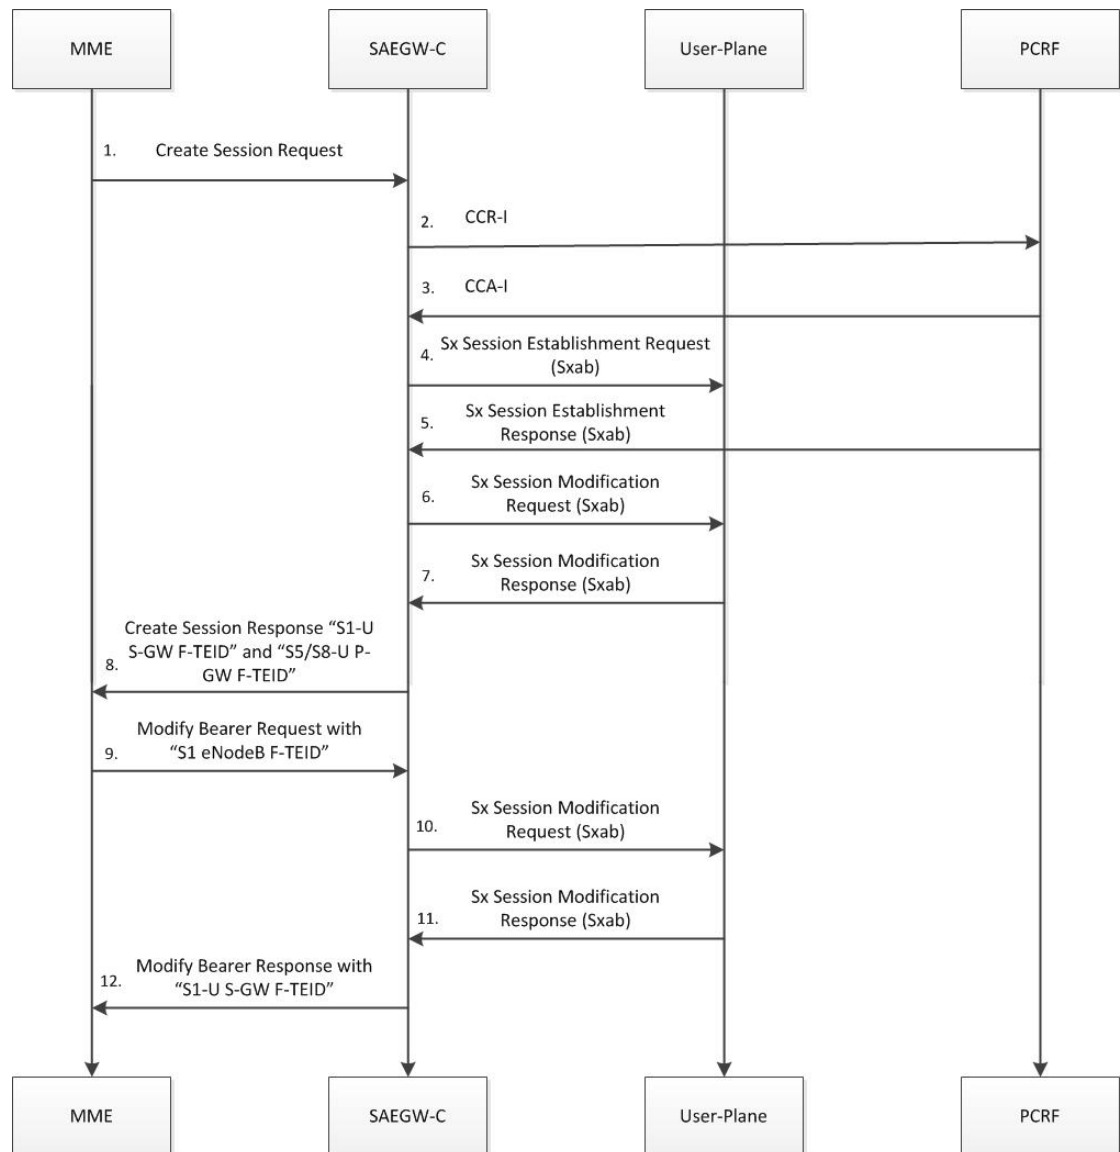 MME
SAEGW-C
User-Plane
PCRF
1. Create Session Request
2. CCR-I
3. CCA-I
4. Sx Session Establishment Request
(Sxab)
5. Sx Session Establishment
Response (Sxab)
6. Sx Session Modification
Request (Sxab)
7. Sx Session Modification
Response (Sxab)
Create Session Response “S1-U
S-GW F-TEID” and “S5/S8-U P-
8. GW F-TEID”
Modify Bearer Request with
9. “S1 eNodeB F-TEID”
10. Sx Session Modification
Request (Sxab)
11. Sx Session Modification
Response (Sxab)
12. Modify Bearer Response with
“S1-U S-GW F-TEID”
MME
SAEGW-C
User-Plane
PCRF